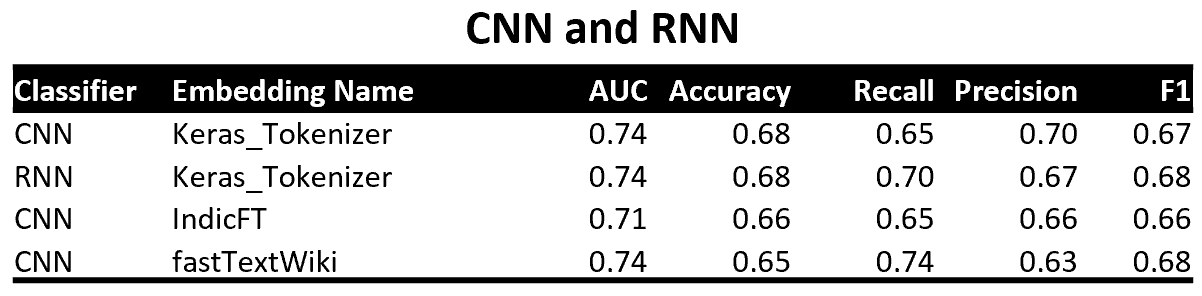 CNN and RNN
Classifier Embedding Name AUC Accuracy Recall Precision F1
CNN Keras_Tokenizer 0.74 0.68 0.65 0.70 0.67
RNN Keras_Tokenizer 0.74 0.68 0.70 0.67 0.68
CNN IndicFT 0.71 0.66 0.65 0.66 0.66
CNN fastTextWiki 0.74 0.65 0.74 0.63 0.68